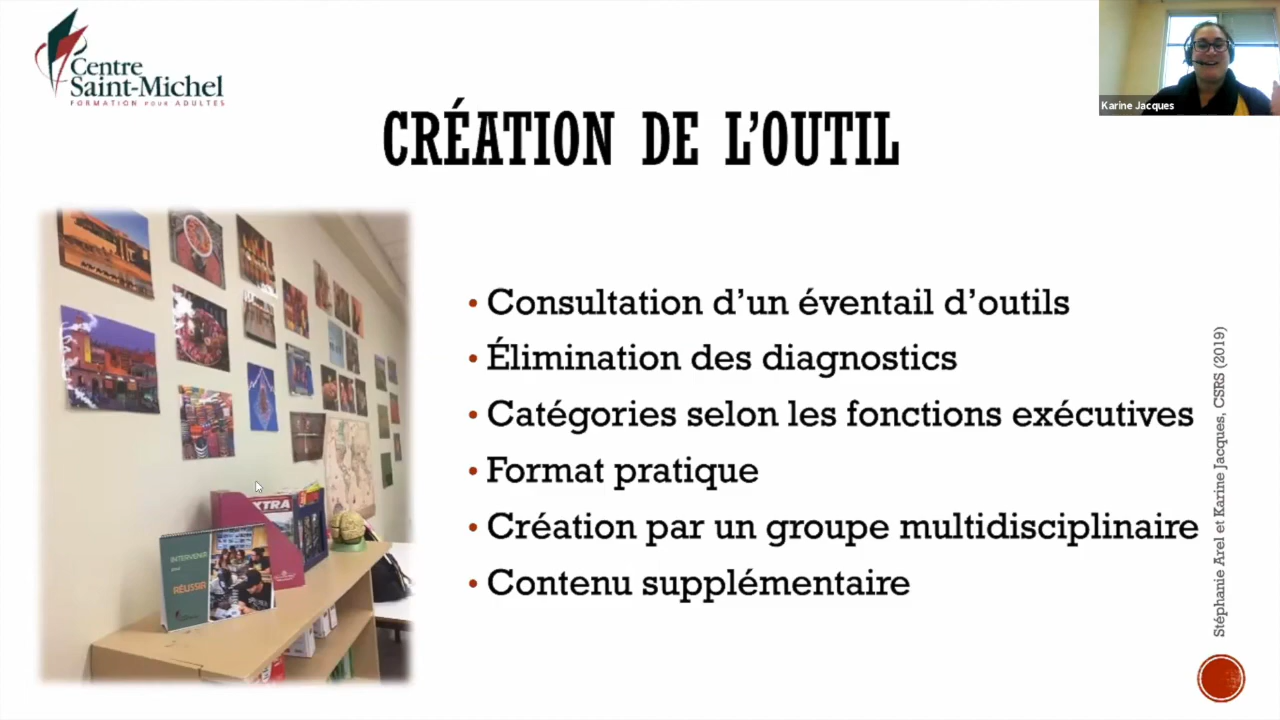 Centre
Saint-Michel
FORMATION POUR ADULTES
Karine Jacques
CRÉATION DE L’OUTIL
• Consultation d’un éventail d’outils
• Élimination des diagnostics
• Catégories selon les fonctions exécutives
• Format pratique
• Création par un groupe multidisciplinaire
• Contenu supplémentaire
Stéphanie Arel et Karine Jacques, CSRS (2019)
XTRA
INTERVENIR
RÉUSSIR